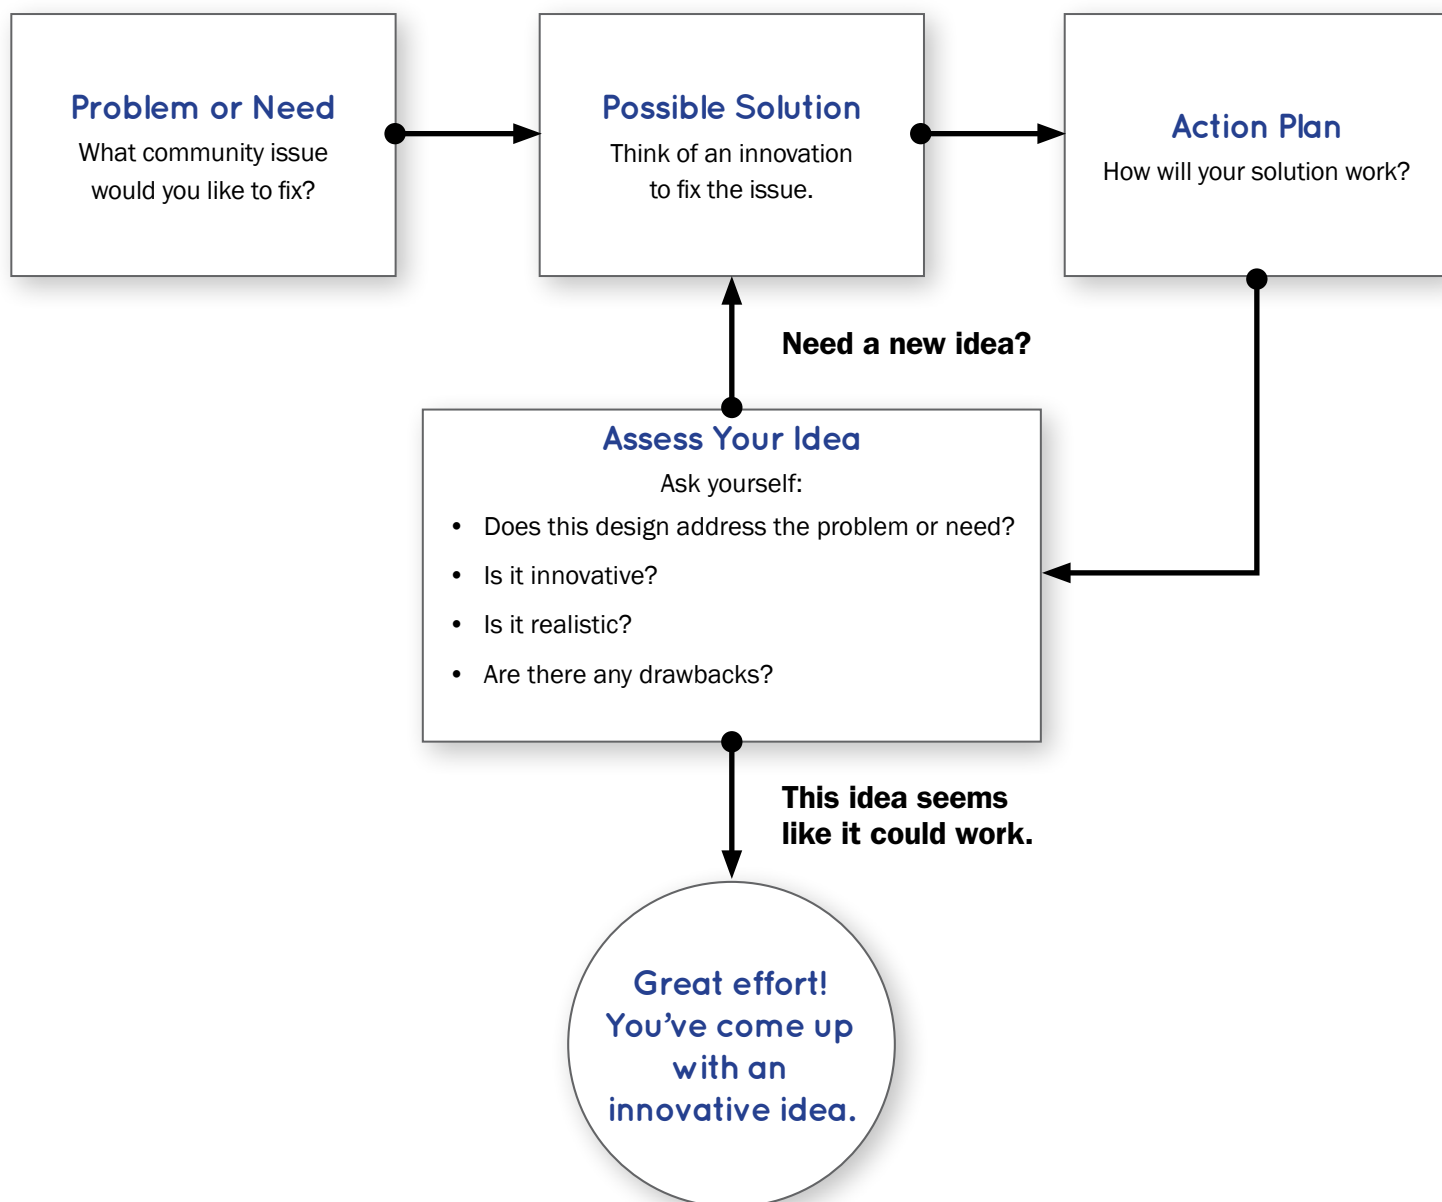 Problem or Need
What community issue
would you like to fix?
Possible Solution
Think of an innovation
to fix the issue.
Action Plan
How will your solution work?
Need a new idea?
Assess Your Idea
Ask yourself:
• Does this design address the problem or need?
• Is it innovative?
• Is it realistic?
• Are there any drawbacks?
This idea seems
like it could work.
Great effort!
You’ve come up
with an
innovative idea.